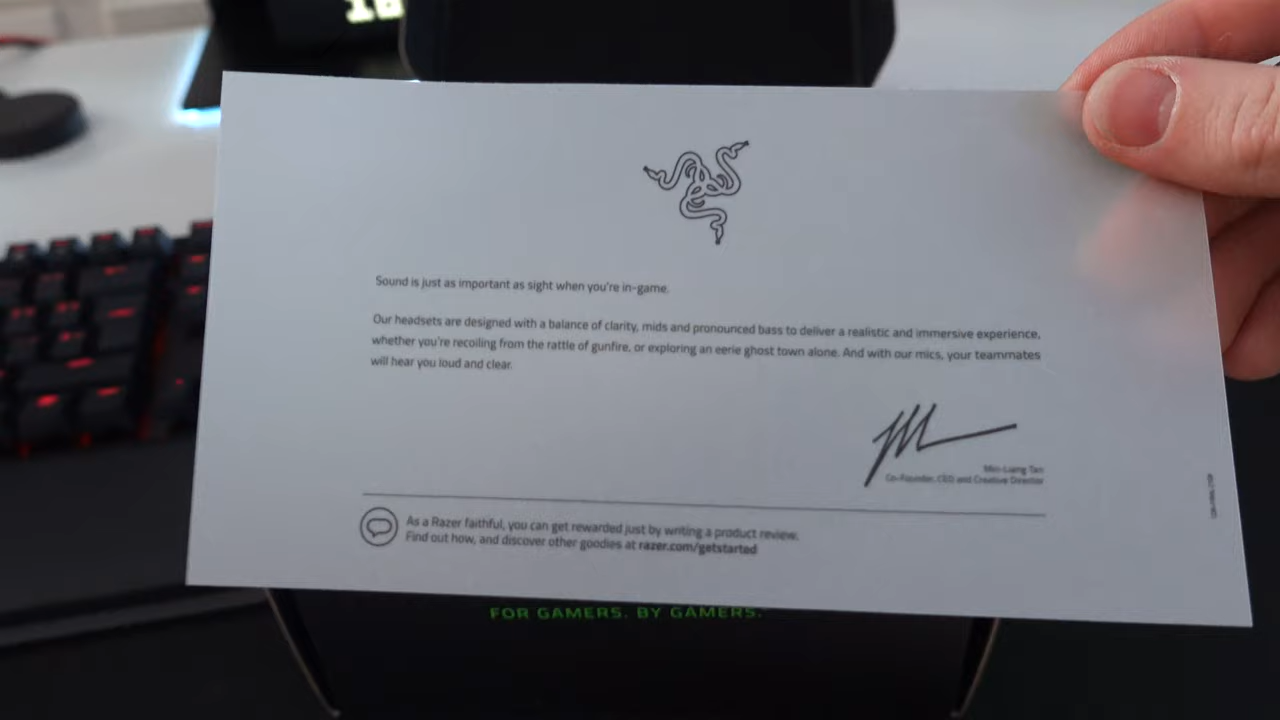 Sound is just as important as sight when you're in-game.
Our headsets are designed with a balance of clarity, mids and pronounced bass to deliver a realistic and immersive experience,
whether you're recoiling from the rattle of gunfire, or exploring an eerie ghost town alone. And with our mics, your teammates
will hear you loud and clear.
Min-Liang Tan
Co-Founder, CEO and Creative Director
As a Razer faithful, you can get rewarded just by writing a product review.
Find out how, and discover other goodies at razer.com/getstarted
FOR GAMERS. BY GAMERS.